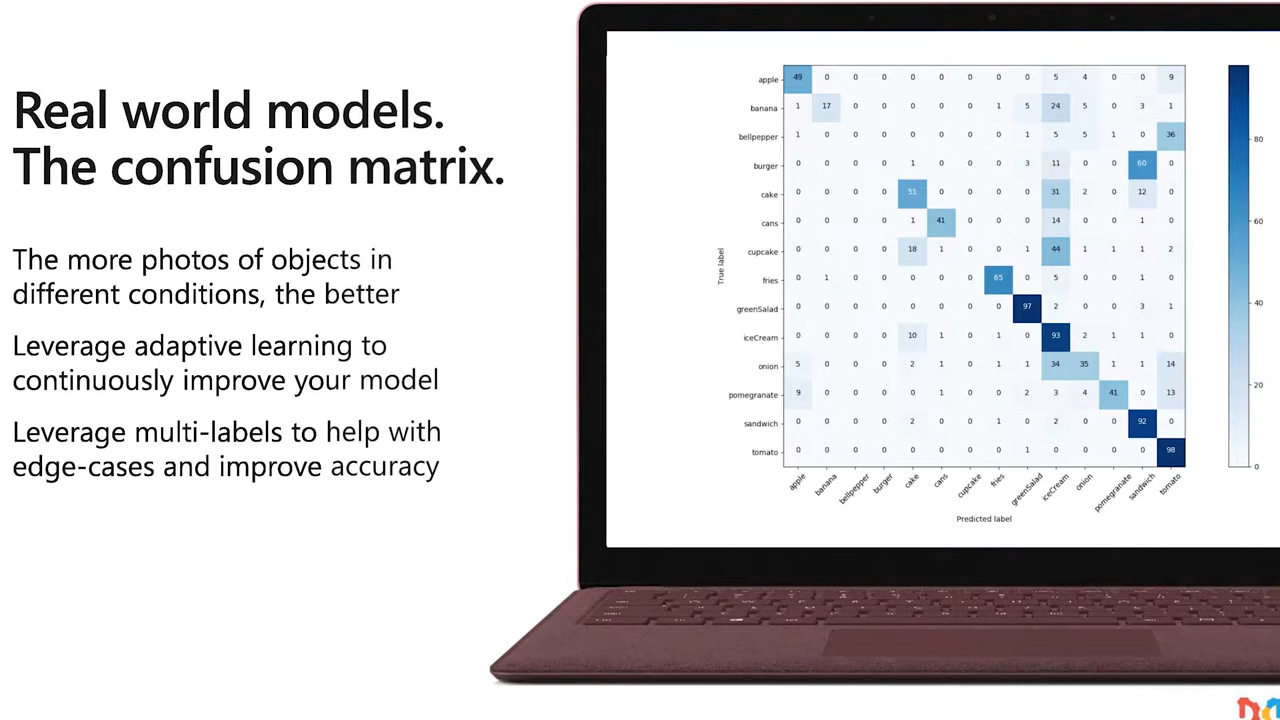 Real world models.
The confusion matrix.
The more photos of objects in
different conditions, the better
Leverage adaptive learning to
continuously improve your model
Leverage multi-labels to help with
edge-cases and improve accuracy
True label
apple 49 0 0 0 0 0 0 0 0 5 4 0 0 9
banana 1 17 0 0 0 0 0 1 5 24 5 0 3 1
bellpepper 1 0 0 0 0 0 0 0 1 5 5 1 0 36
burger 0 0 0 0 1 0 0 0 3 11 0 0 60 0
cake 0 0 0 0 51 0 0 0 0 31 2 0 12 0
cans 0 0 0 0 1 41 0 0 0 14 0 0 1 0
cupcake 0 0 0 0 18 1 0 0 1 44 1 1 1 2
fries 0 1 0 0 0 0 0 65 0 5 0 0 1 0
greenSalad 0 0 0 0 0 0 0 0 97 2 0 0 3 1
iceCream 0 0 0 0 10 1 0 1 0 93 2 1 1 0
onion 5 0 0 0 2 1 0 1 1 34 35 1 1 14
pomegranate 9 0 0 0 0 1 0 0 2 3 4 41 0 13
sandwich 0 0 0 0 2 0 0 1 0 2 0 0 92 0
tomato 0 0 0 0 0 0 0 0 1 0 0 0 0 98
apple banana bellpepper burger cake cans cupcake fries greenSalad iceCream onion pomegranate sandwich tomato
Predicted label
80
60
40
20
0